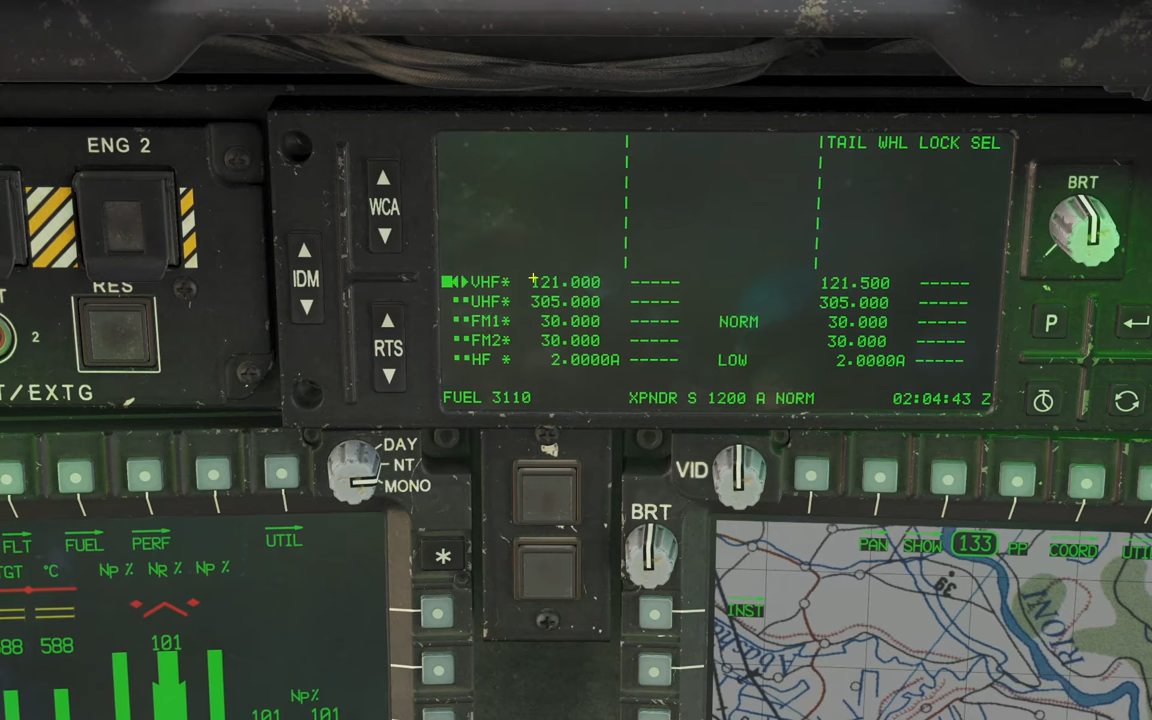 ENG 2
TAIL WHL LOCK SEL
WCA
BRT
IDM
VHF* 121.000 ----- 121.500 -----
UHF* 305.000 ----- 305.000 -----
FM1* 30.000 ----- NORM 30.000 -----
FM2* 30.000 ----- 30.000 -----
HF * 2.0000A ----- LOW 2.0000A -----
RES
P
2
RTS
T/EXTG
FUEL 3110 XPNDR S 1200 A NORM 02:04:43 Z
DAY
NT
MONO
VID
BRT
FLT FUEL PERF UTIL
PAN SHOW 133 PP COORD
TGT °C Np % NR % Np %
*
39
INST
RIONI
588 101
Np%
101 101